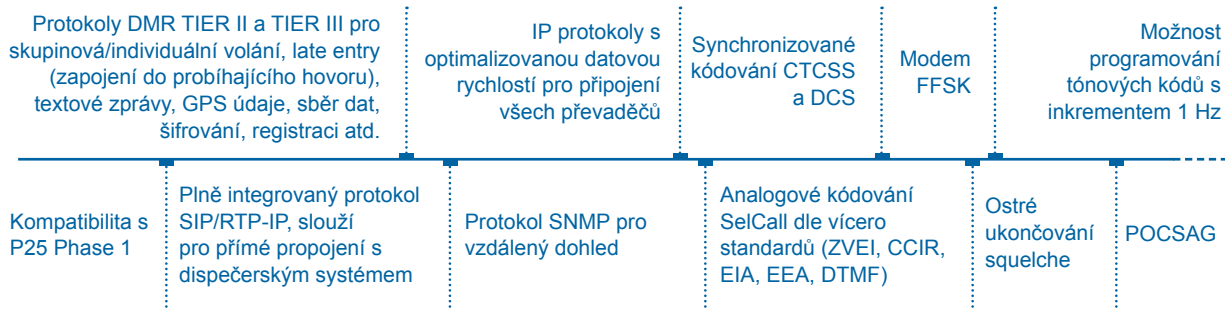 Protokoly DMR TIER II a TIER III pro
skupinová/individuální volání, late entry
(zapojení do probíhajícího hovoru),
textové zprávy, GPS údaje, sběr dat,
šifrování, registraci atd.
IP protokoly s
optimalizovanou datovou
rychlostí pro připojení
všech převaděčů
Synchronizované
kódování CTCSS
a DCS
Modem
FFSK
Možnost
programování
tónových kódů s
inkrementem 1 Hz
Kompatibilita s
P25 Phase 1
Plně integrovaný protokol
SIP/RTP-IP, slouží
pro přímé propojení s
dispečerským systémem
Protokol SNMP pro
vzdálený dohled
Analogové kódování
SelCall dle vícero
standardů (ZVEI, CCIR,
EIA, EEA, DTMF)
Ostré
ukončování
squelche
POCSAG